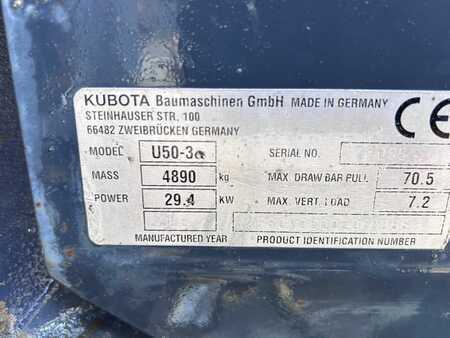 KUBOTA Baumaschinen GmbH MADE IN GERMANY
STEINHAUSER STR. 100
66482 ZWEIBRÜCKEN GERMANY
CE
MODEL U50-3α SERIAL NO.
MASS 4890 kg MAX. DRAW BAR PULL 70.5
POWER 29.4 KW MAX. VERT. LOAD 7.2
MANUFACTURED YEAR PRODUCT IDENTIFICATION NUMBER